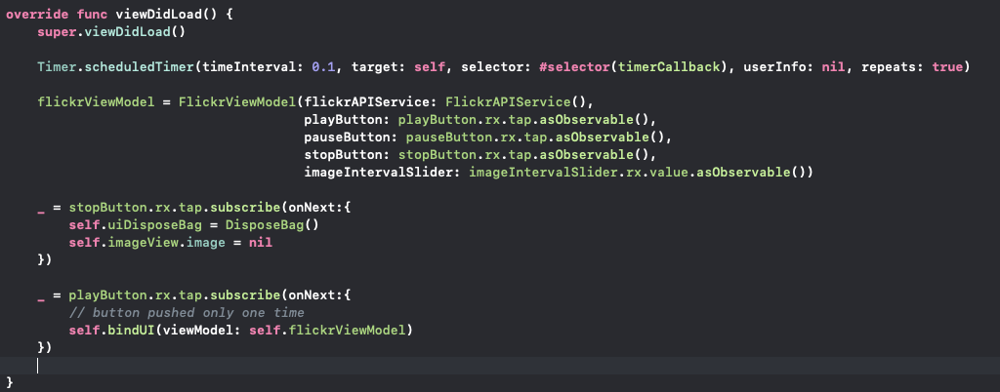 override func viewDidLoad() {
super.viewDidLoad()
Timer.scheduledTimer(timeInterval: 0.1, target: self, selector: #selector(timerCallback), userInfo: nil, repeats: true)
flickrViewModel = FlickrViewModel(flickrAPIService: FlickrAPIService(),
playButton: playButton.rx.tap.asObservable(),
pauseButton: pauseButton.rx.tap.asObservable(),
stopButton: stopButton.rx.tap.asObservable(),
imageIntervalSlider: imageIntervalSlider.rx.value.asObservable())
_ = stopButton.rx.tap.subscribe(onNext:{
self.uiDisposeBag = DisposeBag()
self.imageView.image = nil
})
_ = playButton.rx.tap.subscribe(onNext:{
// button pushed only one time
self.bindUI(viewModel: self.flickrViewModel)
})
}